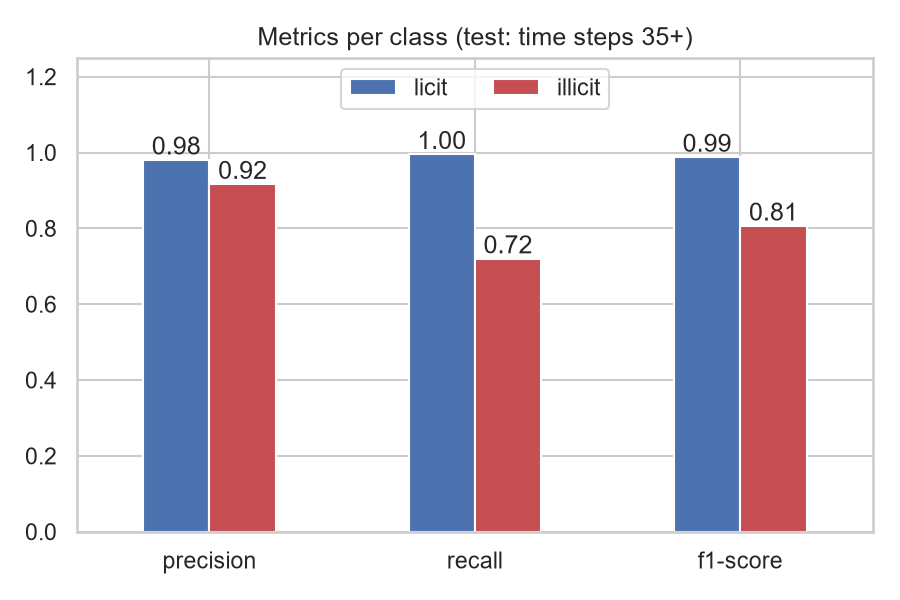 Metrics per class (test: time steps 35+)
licit illicit
1.2
1.0
0.8
0.6
0.4
0.2
0.0
0.98 0.92 1.00 0.72 0.99 0.81
precision recall f1-score